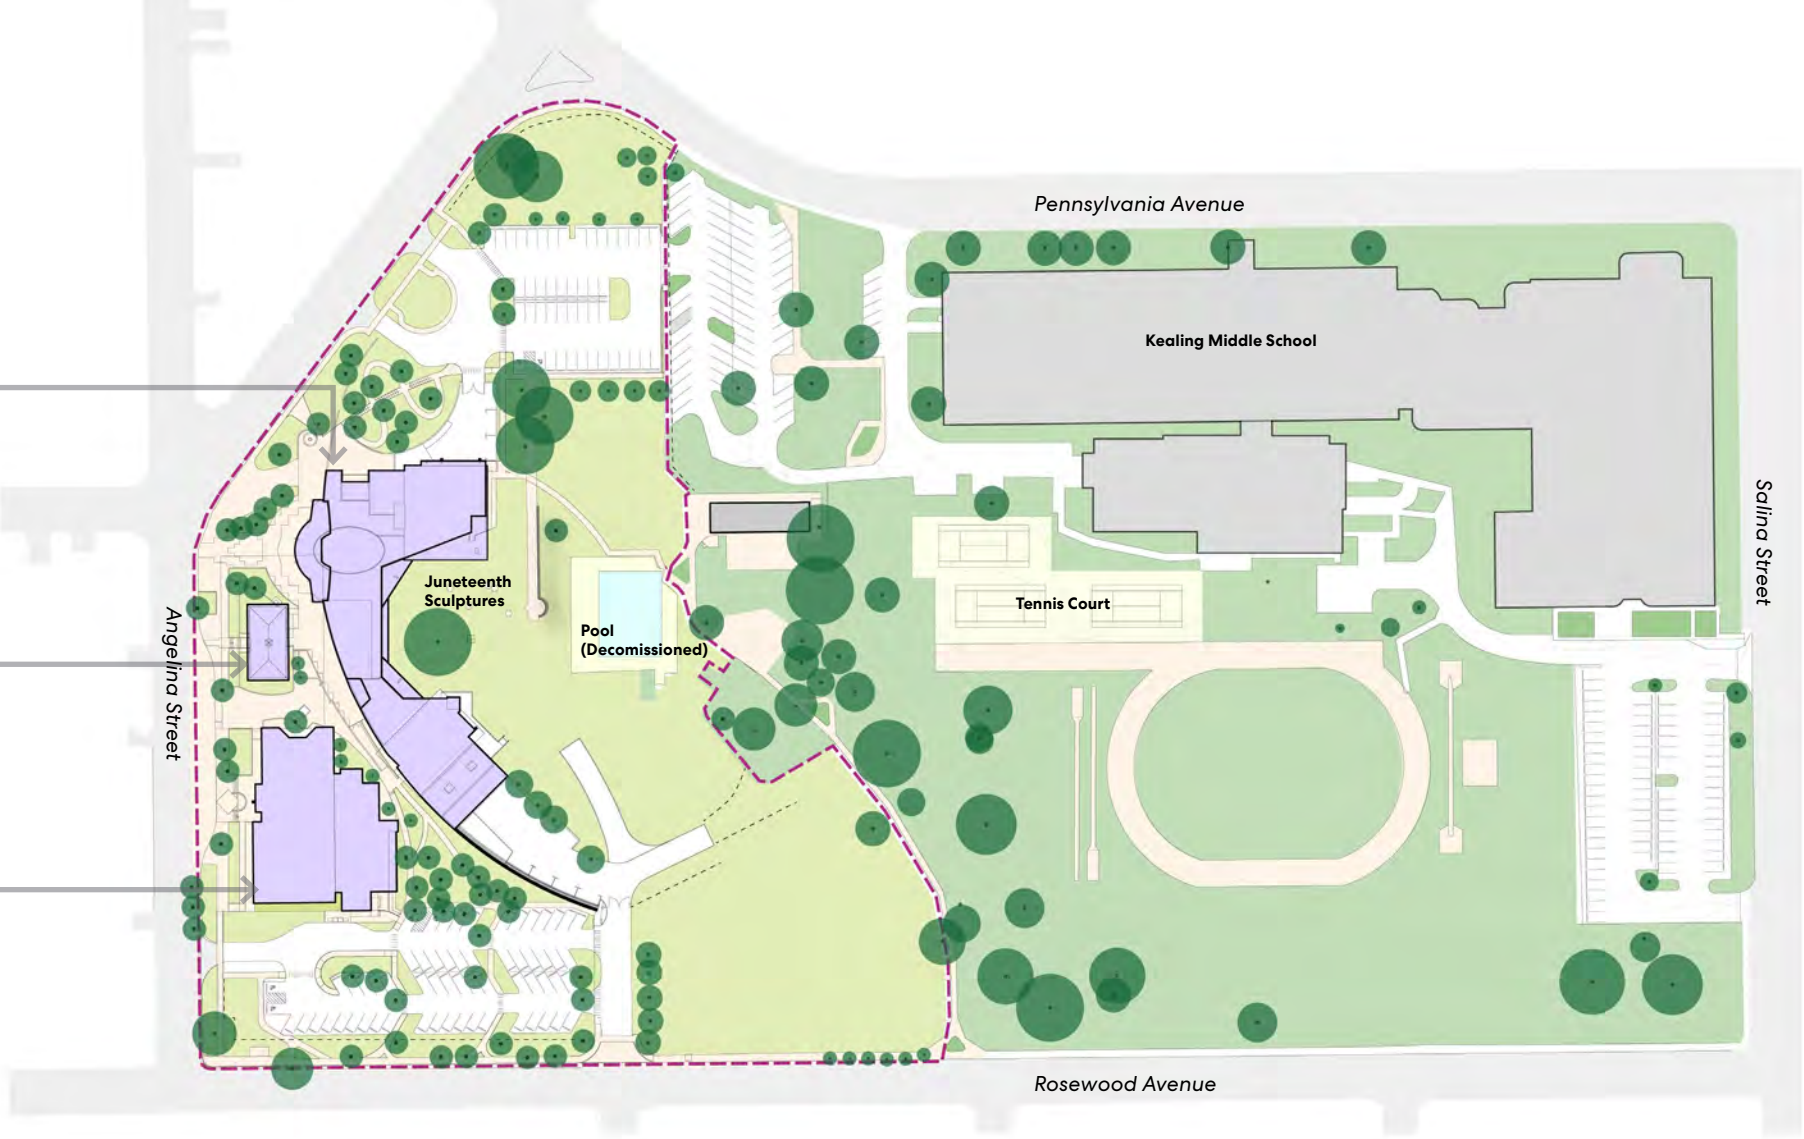 Pennsylvania Avenue
Kealing Middle School
Salina Street
Juneteenth
Sculptures
Tennis Court
Angelina Street
Pool
(Decomissioned)
Rosewood Avenue